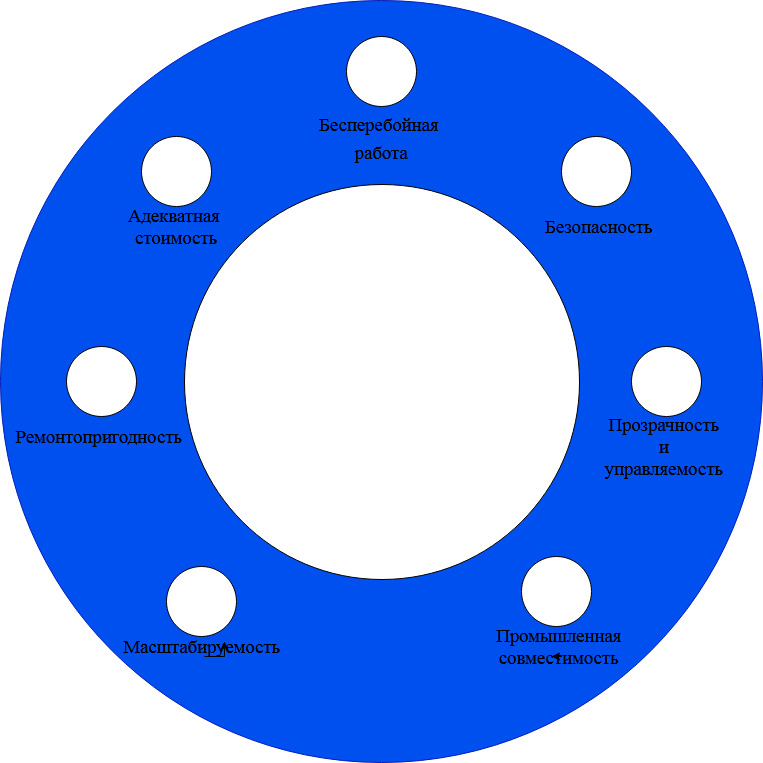 Бесперебойная
работа
Адекватная
стоимость
Безопасность
Ремонтопригодность
Прозрачность
и
управляемость
Масштабируемость
Промышленная
совместимость